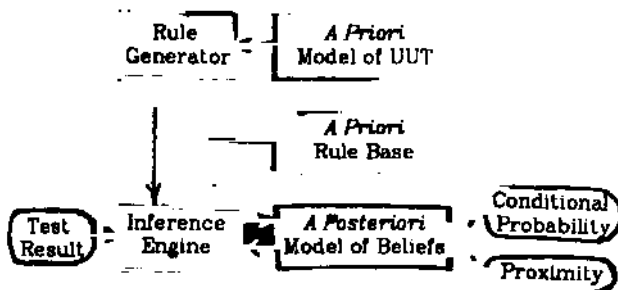 Rule
Generator
A Priori
Model of UUT
A Priori
Rule Base
Test
Result
Inference
Engine
A Posteriori
Model of Beliefs
Conditional
Probability
Proximity